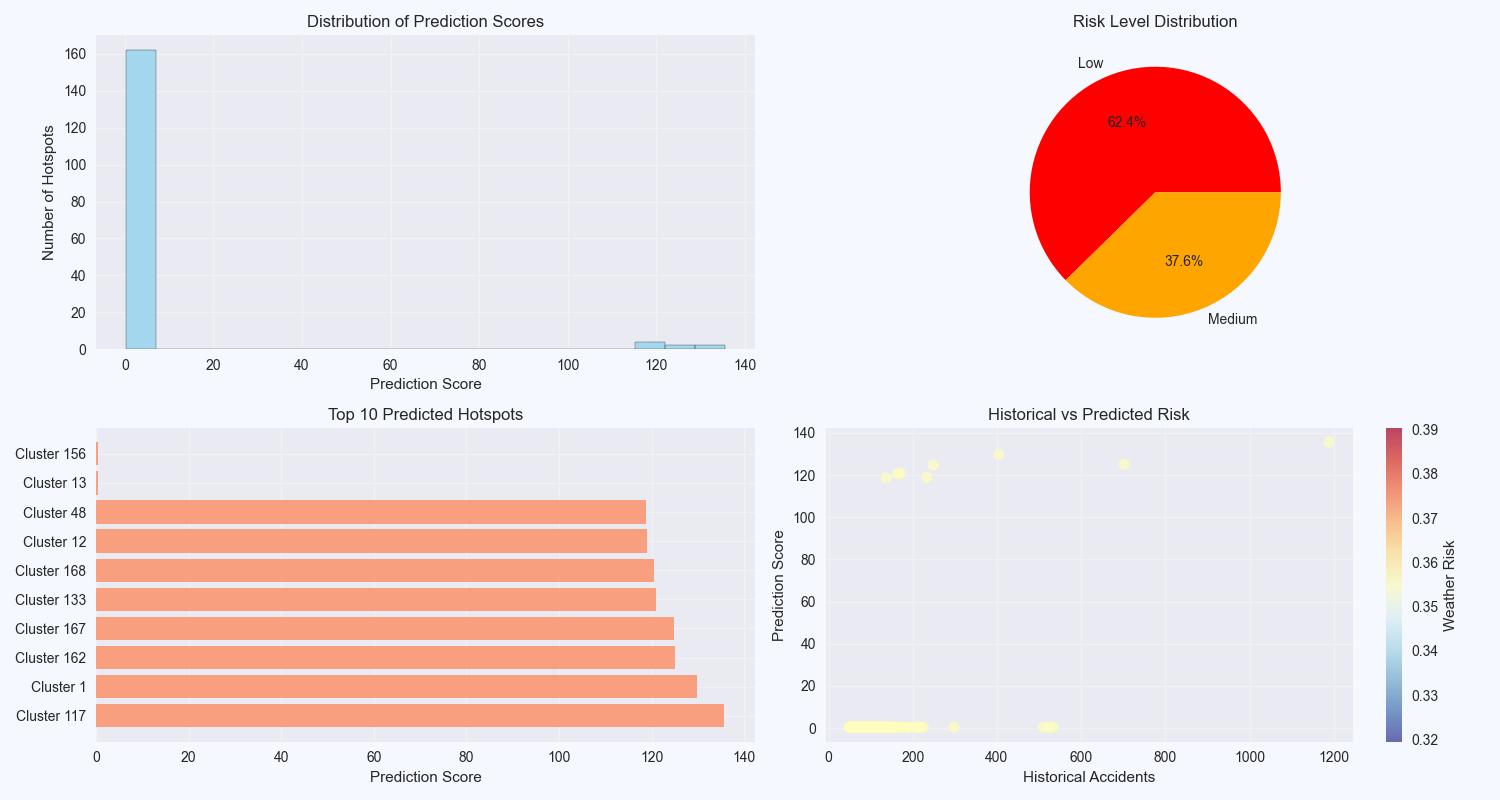 Distribution of Prediction Scores
160
140
120
100
80
60
40
20
0
Number of Hotspots
0 20 40 60 80 100 120 140
Prediction Score
Risk Level Distribution
Low
62.4%
37.6%
Medium
Top 10 Predicted Hotspots
Cluster 156
Cluster 13
Cluster 48
Cluster 12
Cluster 168
Cluster 133
Cluster 167
Cluster 162
Cluster 1
Cluster 117
0 20 40 60 80 100 120 140
Prediction Score
Historical vs Predicted Risk
140
120
100
80
60
40
20
0
Prediction Score
0 200 400 600 800 1000 1200
Historical Accidents
0.39
0.38
0.37
0.36
0.35
0.34
0.33
0.32
Weather Risk